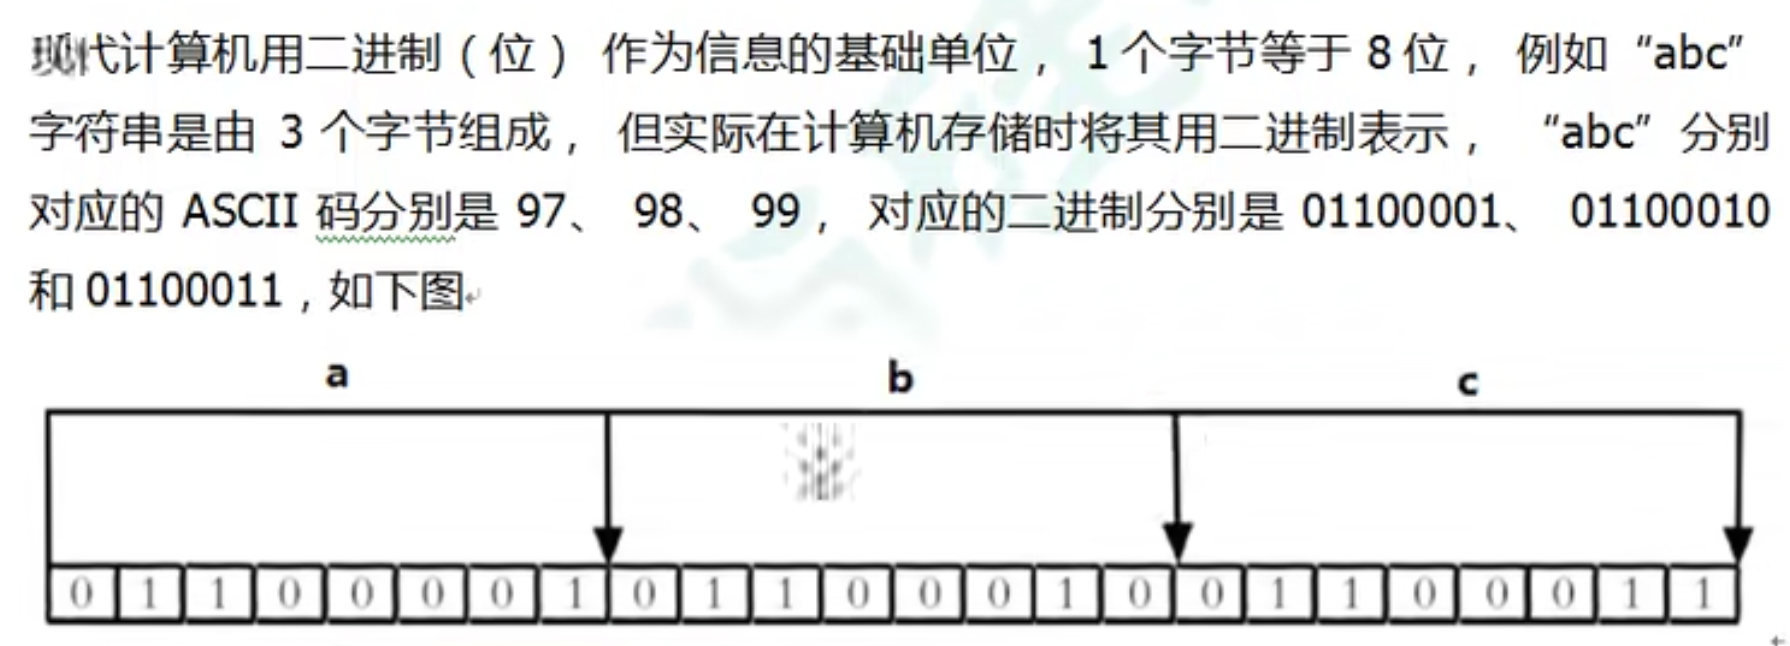 现代计算机用二进制（位） 作为信息的基础单位， 1个字节等于8位， 例如“abc”
字符串是由 3 个字节组成， 但实际在计算机存储时将其用二进制表示， “abc”分别
对应的 ASCII 码分别是 97、 98、 99， 对应的二进制分别是 01100001、 01100010
和 01100011，如下图
a b c
0 1 1 0 0 0 0 1 0 1 1 0 0 0 1 0 0 1 1 0 0 0 1 1